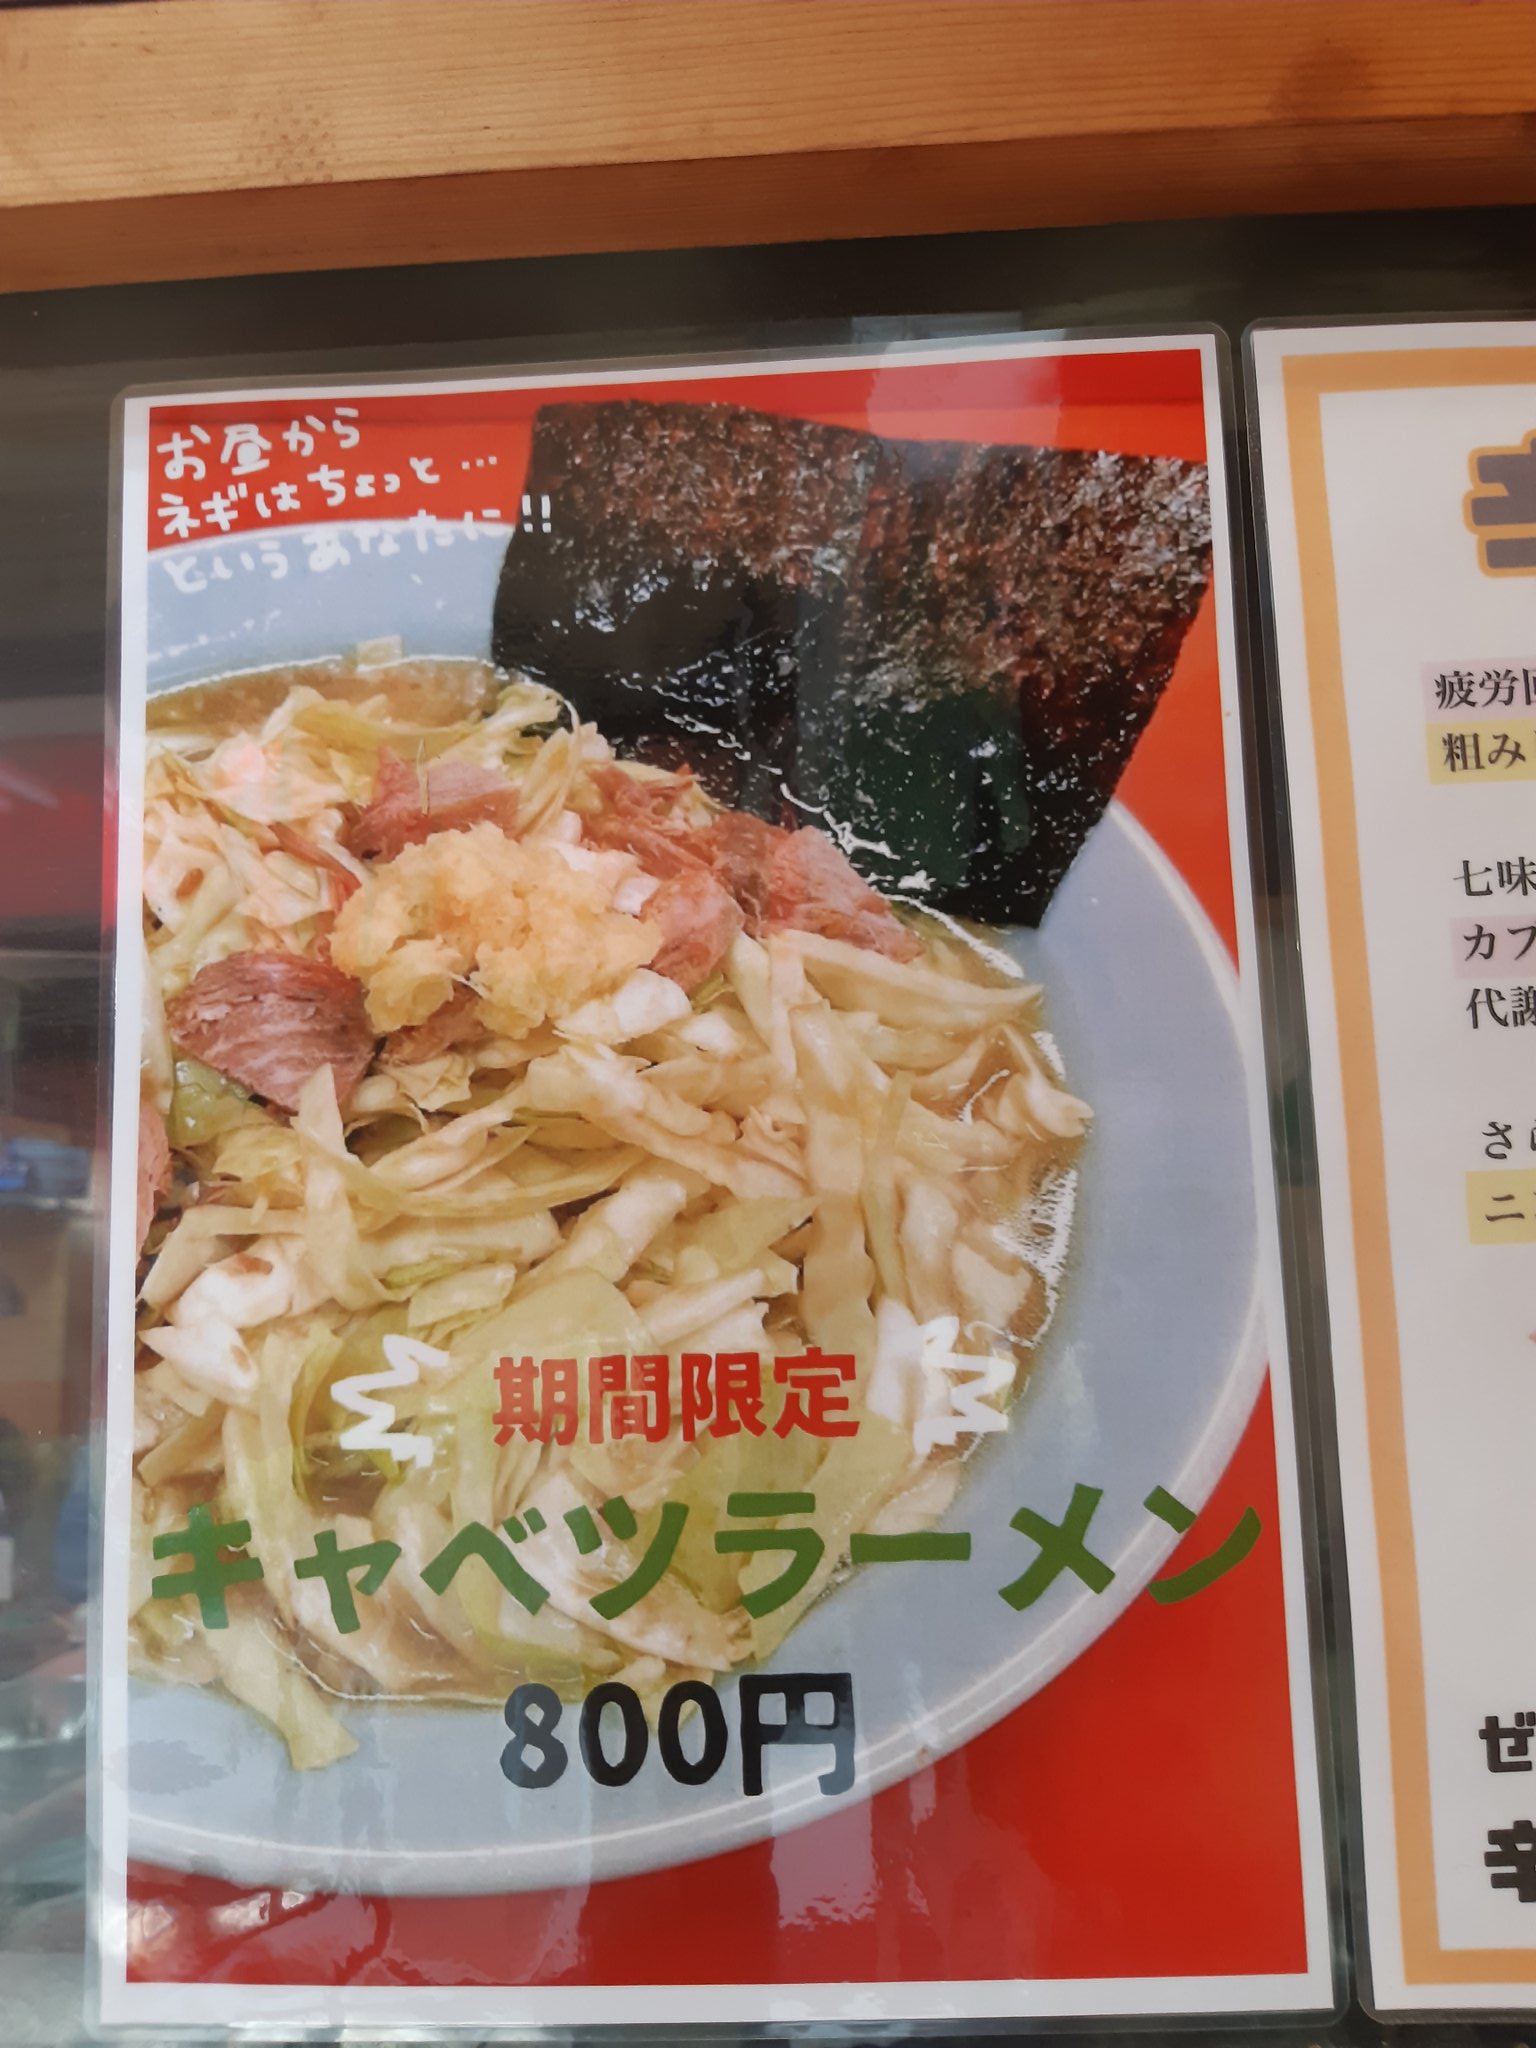 お昼から
ネギはちょっと…
というあなたに!!
期間限定
キャベツラーメン
800円
疲労
粗み
七味
カフ
代謝
さ
ニ
ぜ
辛